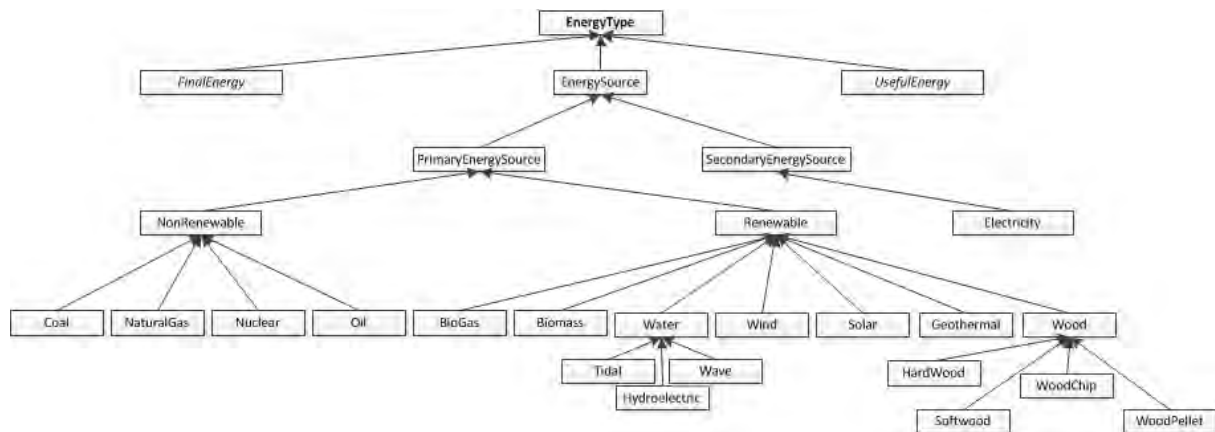 EnergyType
FinalEnergy EnergySource UsefulEnergy
PrimaryEnergySource SecondaryEnergySource
NonRenewable Renewable Electricity
Coal NaturalGas Nuclear Oil BioGas Biomass Water Wind Solar Geothermal Wood
Tidal Wave HardWood WoodChip
Hydroelectric Softwood WoodPellet